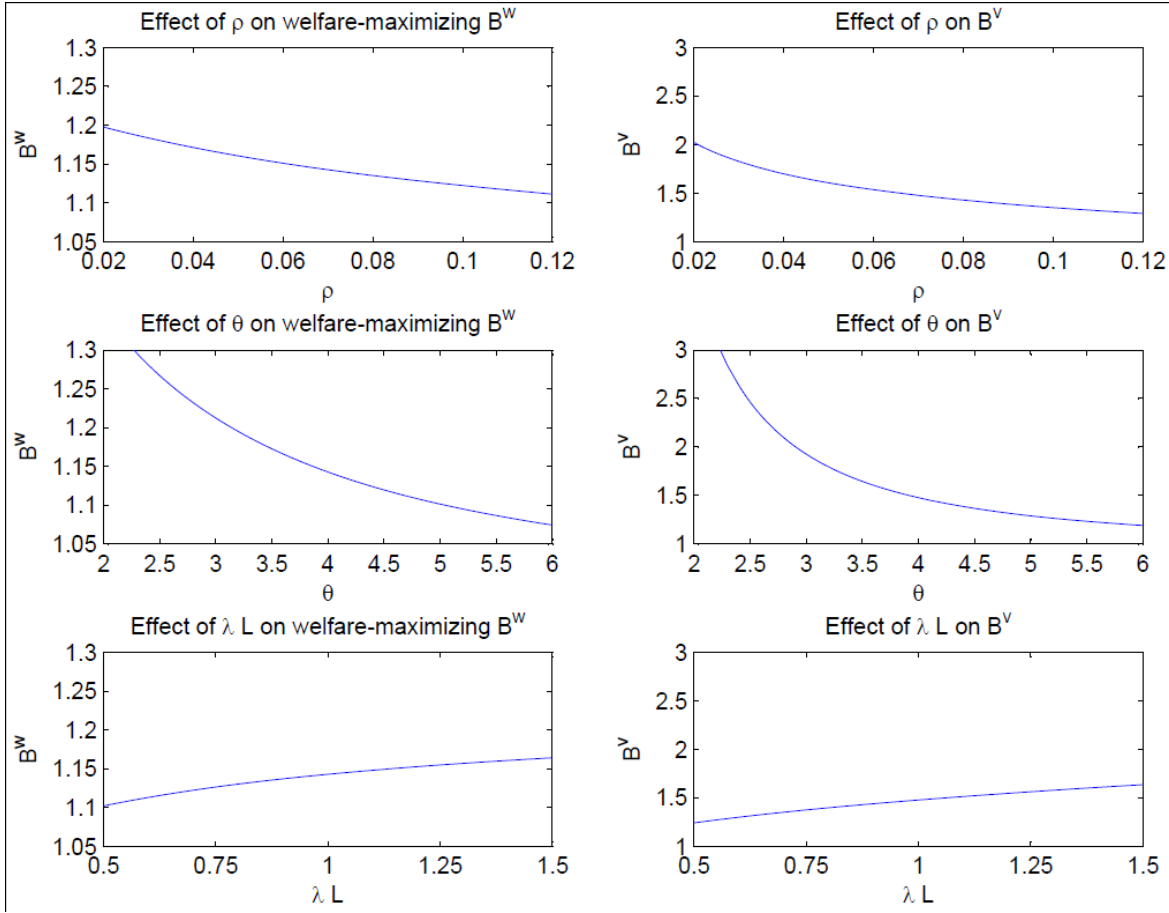 Effect of ρ on welfare-maximizing B^W
1.3
1.25
1.2
1.15
1.1
1.05
B^W
0.02 0.04 0.06 0.08 0.1 0.12
ρ
Effect of ρ on B^V
3
2.5
2
1.5
1
B^V
0.02 0.04 0.06 0.08 0.1 0.12
ρ
Effect of θ on welfare-maximizing B^W
1.3
1.25
1.2
1.15
1.1
1.05
B^W
2 2.5 3 3.5 4 4.5 5 5.5 6
θ
Effect of θ on B^V
3
2.5
2
1.5
1
B^V
2 2.5 3 3.5 4 4.5 5 5.5 6
θ
Effect of λ L on welfare-maximizing B^W
1.3
1.25
1.2
1.15
1.1
1.05
B^W
0.5 0.75 1 1.25 1.5
λ L
Effect of λ L on B^V
3
2.5
2
1.5
1
B^V
0.5 0.75 1 1.25 1.5
λ L